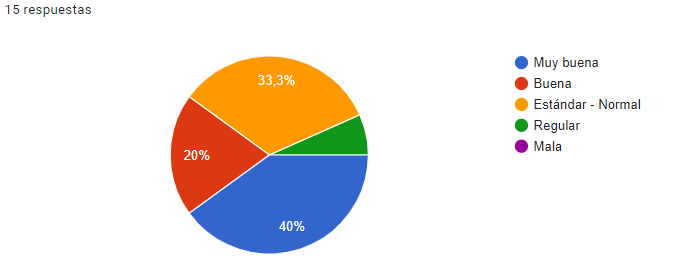 15 respuestas
33,3%
20%
40%
Muy buena
Buena
Estándar - Normal
Regular
Mala